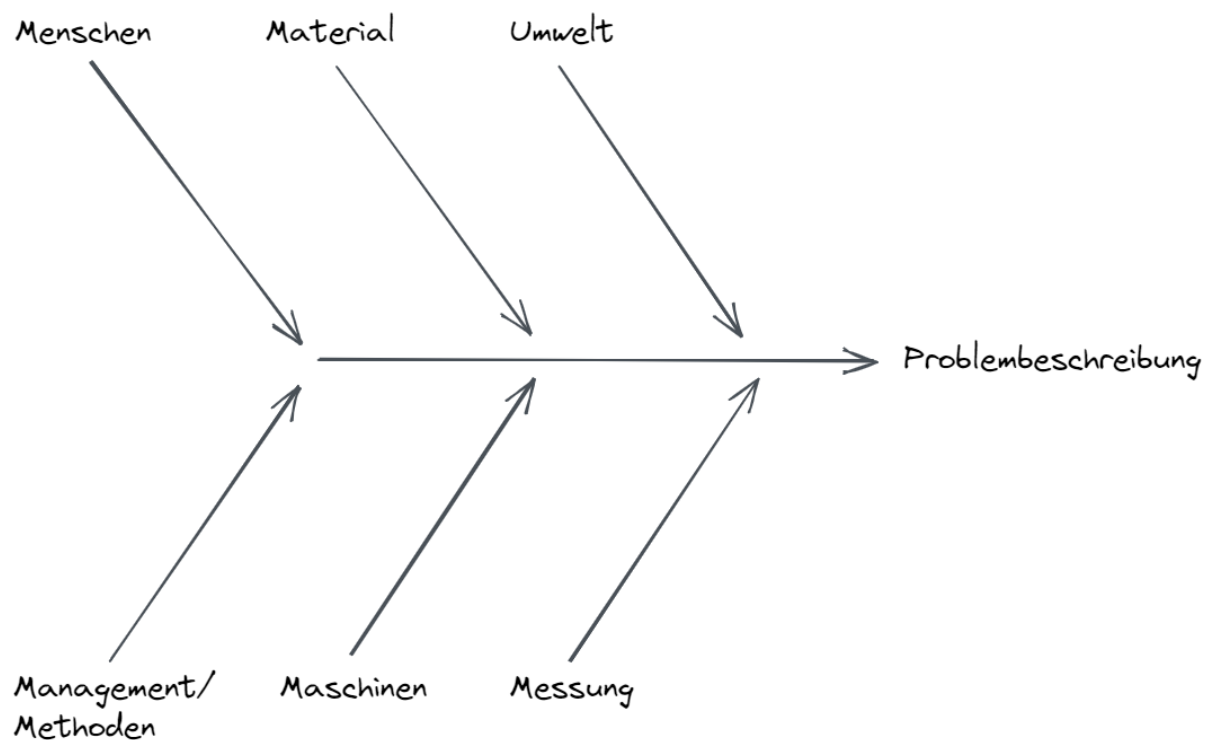 Menschen
Material
Umwelt
Problembeschreibung
Management/
Methoden
Maschinen
Messung